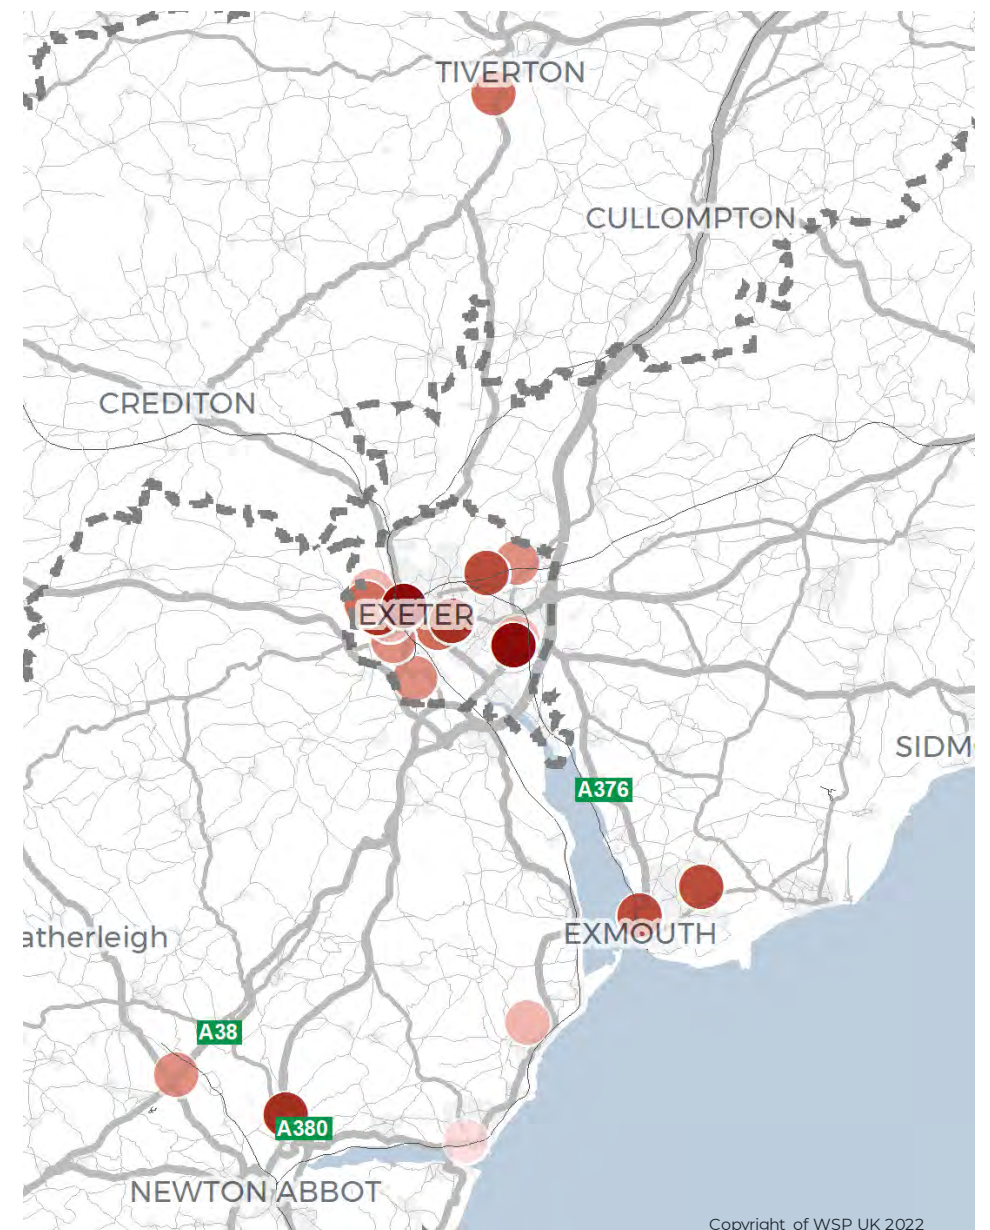 TIVERTON
CULLOMPTON
CREDITON
EXETER
SIDM
A376
EXMOUTH
atherleigh
A38
A380
NEWTON ABBOT
Copyright of WSP UK 2022